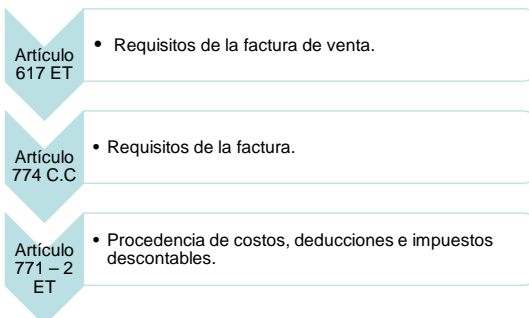 Artículo
617 ET
• Requisitos de la factura de venta.
Artículo
774 C.C
• Requisitos de la factura.
Artículo
771 – 2
ET
• Procedencia de costos, deducciones e impuestos
descontables.